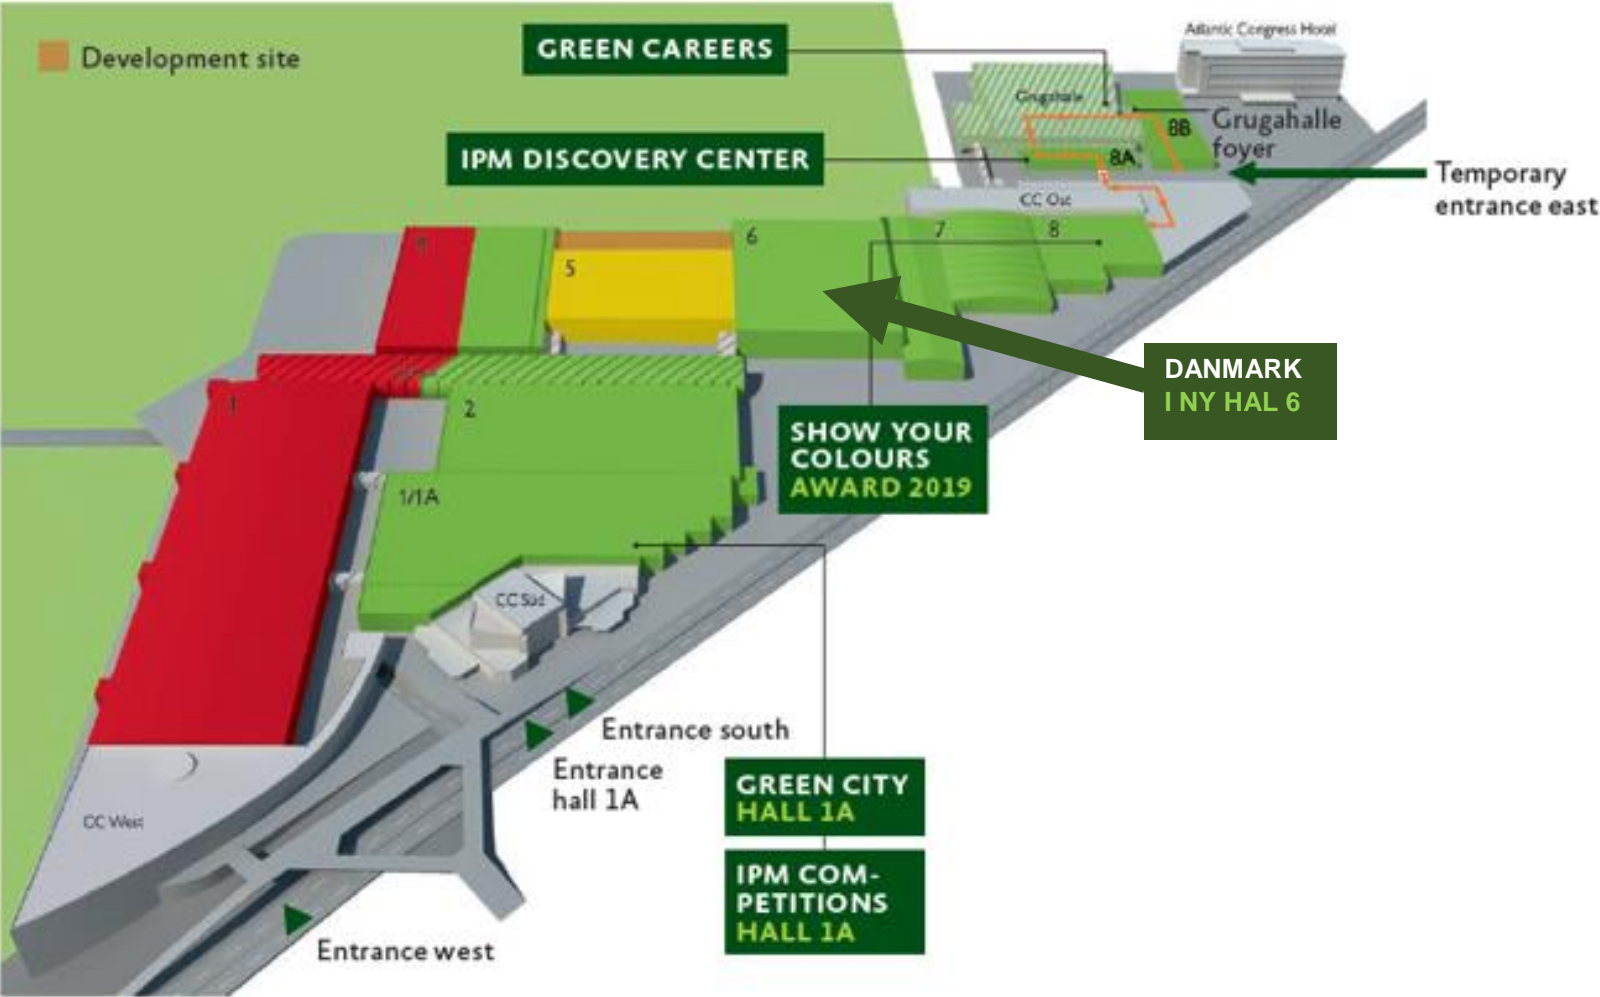 Development site
GREEN CAREERS
Atlantic Congress Hotel
Grugahalle
8B
Grugahalle
foyer
IPM DISCOVERY CENTER
8A
Temporary
entrance east
CC Ost
7
8
6
5
DANMARK
I NY HAL 6
1
2
SHOW YOUR
COLOURS
AWARD 2019
1/1A
CC Süd
Entrance south
Entrance
hall 1A
GREEN CITY
HALL 1A
CC West
IPM COM-
PETITIONS
HALL 1A
Entrance west